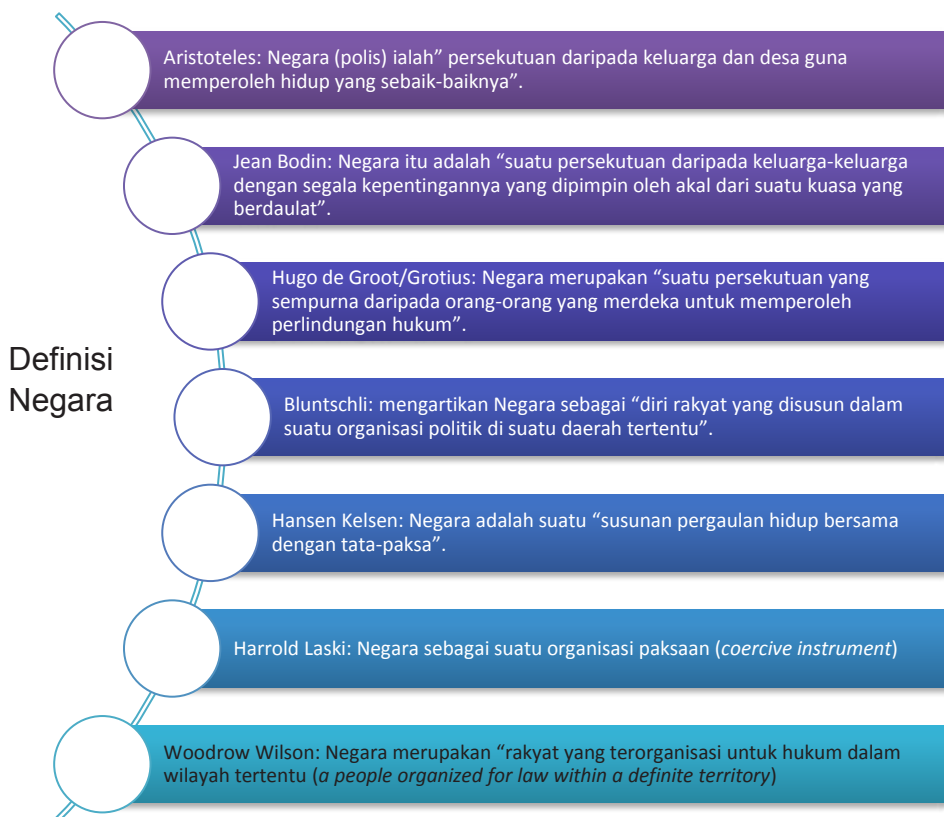 Aristoteles: Negara (polis) ialah” persekutuan daripada keluarga dan desa guna
memperoleh hidup yang sebaik-baiknya”.
Jean Bodin: Negara itu adalah “suatu persekutuan daripada keluarga-keluarga
dengan segala kepentingannya yang dipimpin oleh akal dari suatu kuasa yang
berdaulat”.
Hugo de Groot/Grotius: Negara merupakan “suatu persekutuan yang
sempurna daripada orang-orang yang merdeka untuk memperoleh
perlindungan hukum”.
Definisi
Negara
Bluntschli: mengartikan Negara sebagai “diri rakyat yang disusun dalam
suatu organisasi politik di suatu daerah tertentu”.
Hansen Kelsen: Negara adalah suatu “susunan pergaulan hidup bersama
dengan tata-paksa”.
Harrold Laski: Negara sebagai suatu organisasi paksaan (coercive instrument)
Woodrow Wilson: Negara merupakan “rakyat yang terorganisasi untuk hukum dalam
wilayah tertentu (a people organized for law within a definite territory)